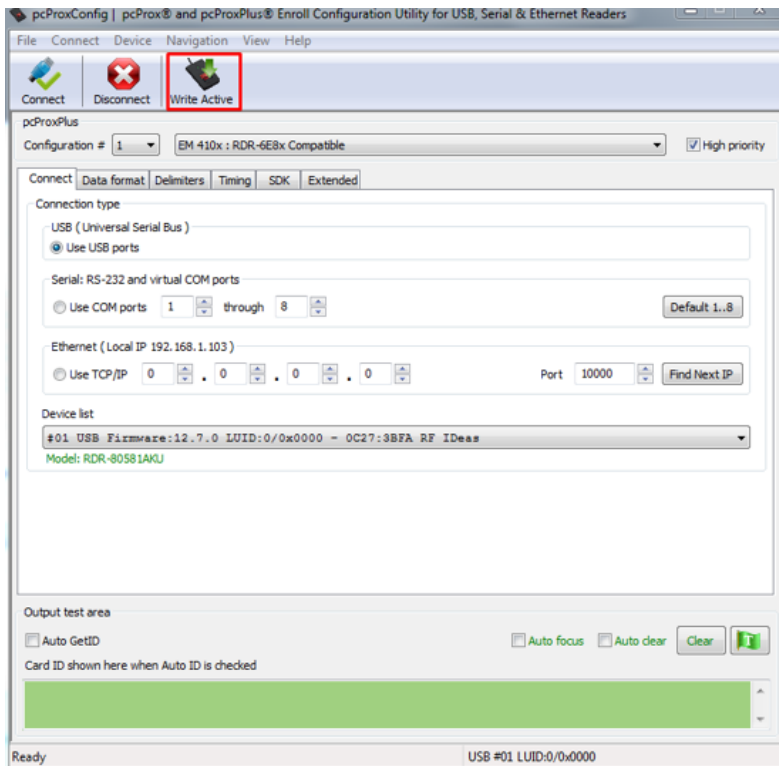 pcProxConfig | pcProx® and pcProxPlus® Enroll Configuration Utility for USB, Serial & Ethernet Readers
File Connect Device Navigation View Help
Connect Disconnect Write Active
pcProxPlus
Configuration # 1 EM 410x : RDR-6E8x Compatible High priority
Connect Data format Delimiters Timing SDK Extended
Connection type
USB ( Universal Serial Bus )
Use USB ports
Serial: RS-232 and virtual COM ports
Use COM ports 1 through 8 Default 1..8
Ethernet ( Local IP 192.168.1.103 )
Use TCP/IP 0 . 0 . 0 . 0 Port 10000 Find Next IP
Device list
#01 USB Firmware:12.7.0 LUID:0/0x0000 - 0C27:3BFA RF IDeas
Model: RDR-80581AKU
Output test area
Auto GetID Auto focus Auto clear Clear
Card ID shown here when Auto ID is checked
Ready USB #01 LUID:0/0x0000